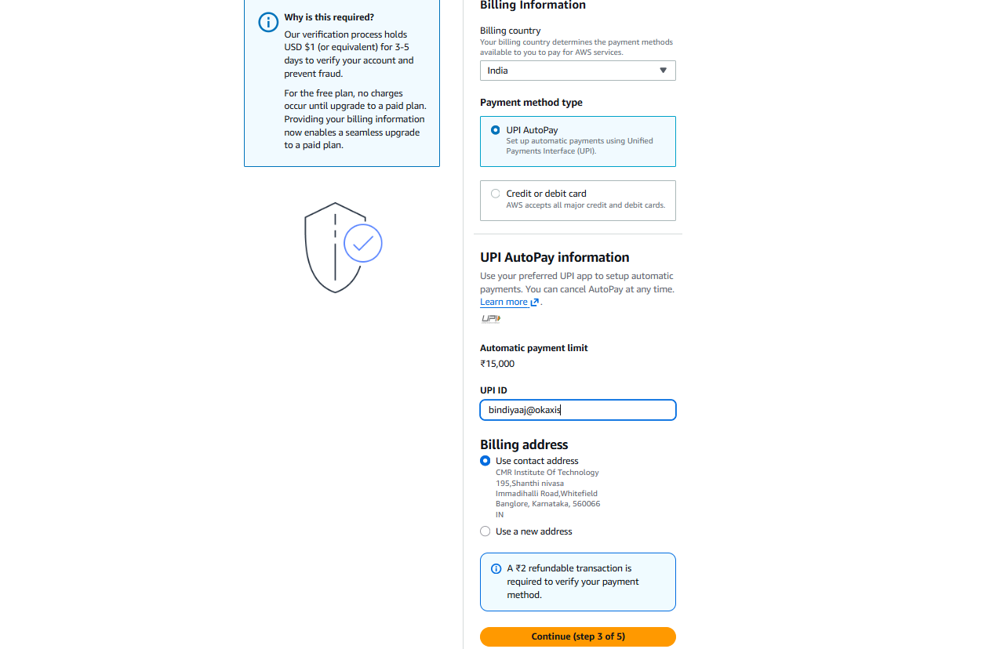 Why is this required?
Our verification process holds
USD $1 (or equivalent) for 3-5
days to verify your account and
prevent fraud.
For the free plan, no charges
occur until upgrade to a paid plan.
Providing your billing information
now enables a seamless upgrade
to a paid plan.
Billing Information
Billing country
Your billing country determines the payment methods
available to you to pay for AWS services.
India
Payment method type
UPI AutoPay
Set up automatic payments using Unified
Payments Interface (UPI).
Credit or debit card
AWS accepts all major credit and debit cards.
UPI AutoPay information
Use your preferred UPI app to setup automatic
payments. You can cancel AutoPay at any time.
Learn more .
UPI
Automatic payment limit
₹15,000
UPI ID
bindiyaaj@okaxis
Billing address
Use contact address
CMR Institute Of Technology
195,Shanthi nivasa
Immadihalli Road,Whitefield
Banglore, Karnataka, 560066
IN
Use a new address
A ₹2 refundable transaction is
required to verify your payment
method.
Continue (step 3 of 5)